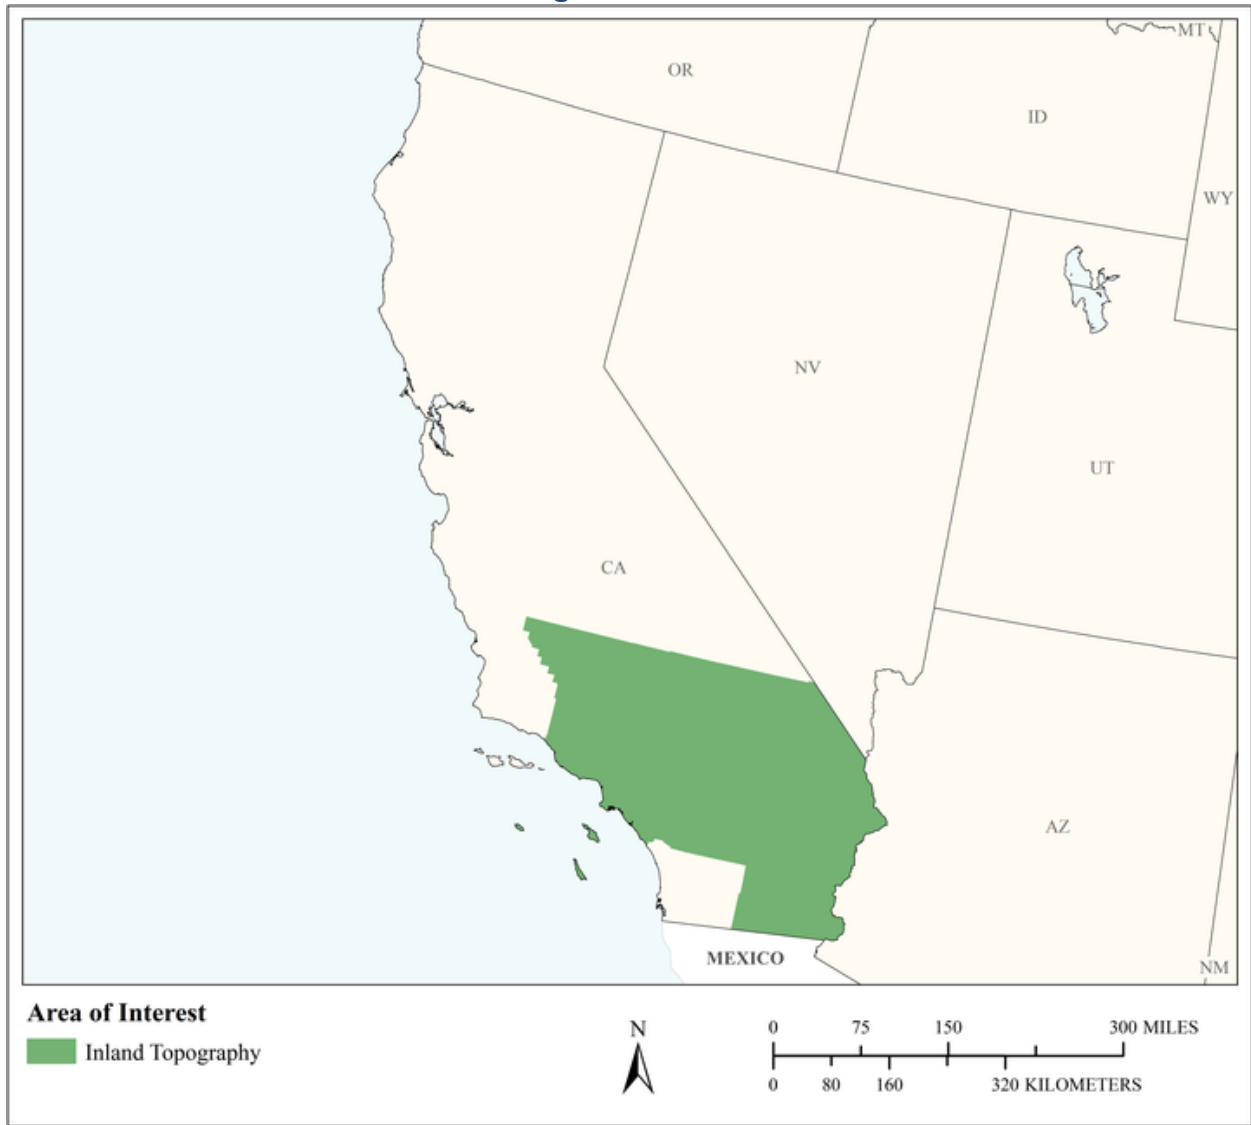 MT
OR
ID
WY
NV
UT
CA
AZ
MEXICO
NM
Area of Interest
Inland Topography
N
0 75 150 300 MILES
0 80 160 320 KILOMETERS